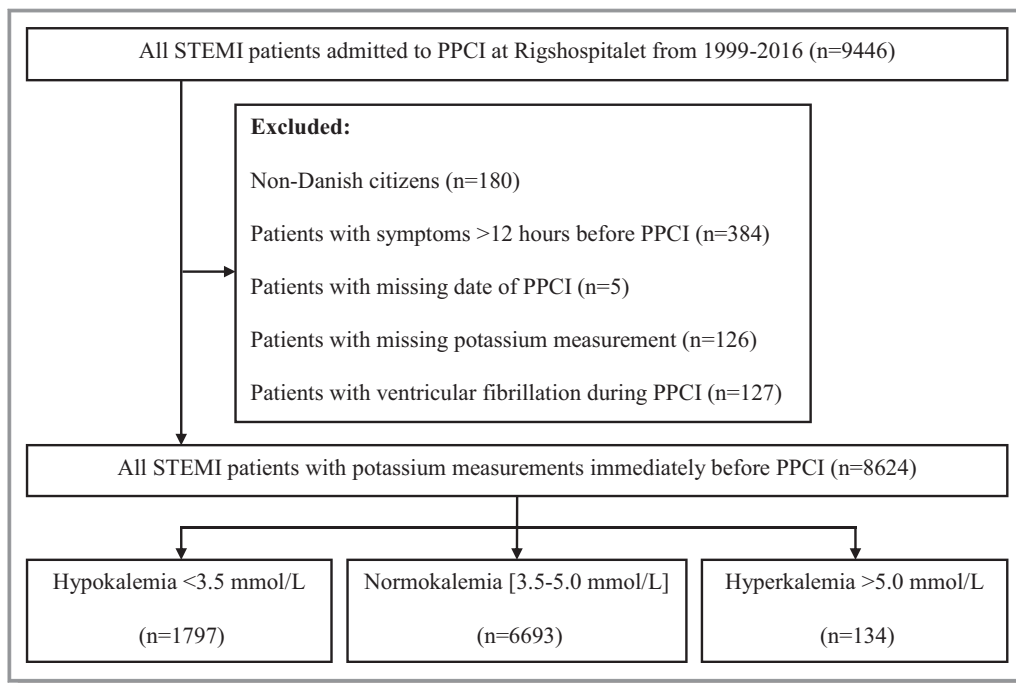 All STEMI patients admitted to PPCI at Rigshospitalet from 1999-2016 (n=9446)
Excluded:
Non-Danish citizens (n=180)
Patients with symptoms >12 hours before PPCI (n=384)
Patients with missing date of PPCI (n=5)
Patients with missing potassium measurement (n=126)
Patients with ventricular fibrillation during PPCI (n=127)
All STEMI patients with potassium measurements immediately before PPCI (n=8624)
Hypokalemia <3.5 mmol/L
(n=1797)
Normokalemia [3.5-5.0 mmol/L]
(n=6693)
Hyperkalemia >5.0 mmol/L
(n=134)